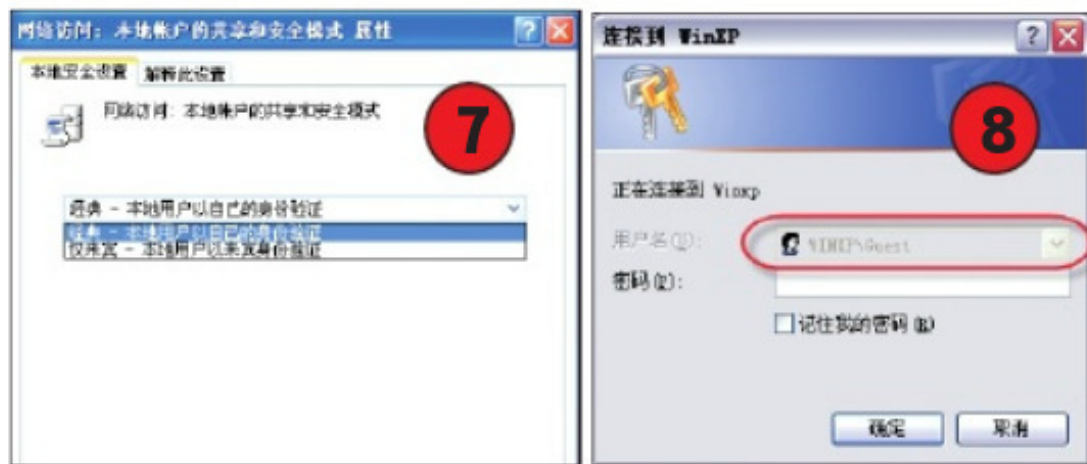 网络访问：本地帐户的共享和安全模式 属性
本地安全设置 解释此设置
网络访问：本地帐户的共享和安全模式
7
经典 - 本地用户以自己的身份验证
经典 - 本地用户以自己的身份验证
仅来宾 - 本地用户以来宾身份验证
连接到 WinXP
8
正在连接到 Winxp
用户名(U)：
WINXP\Guest
密码(P)：
记住我的密码(R)
确定
取消